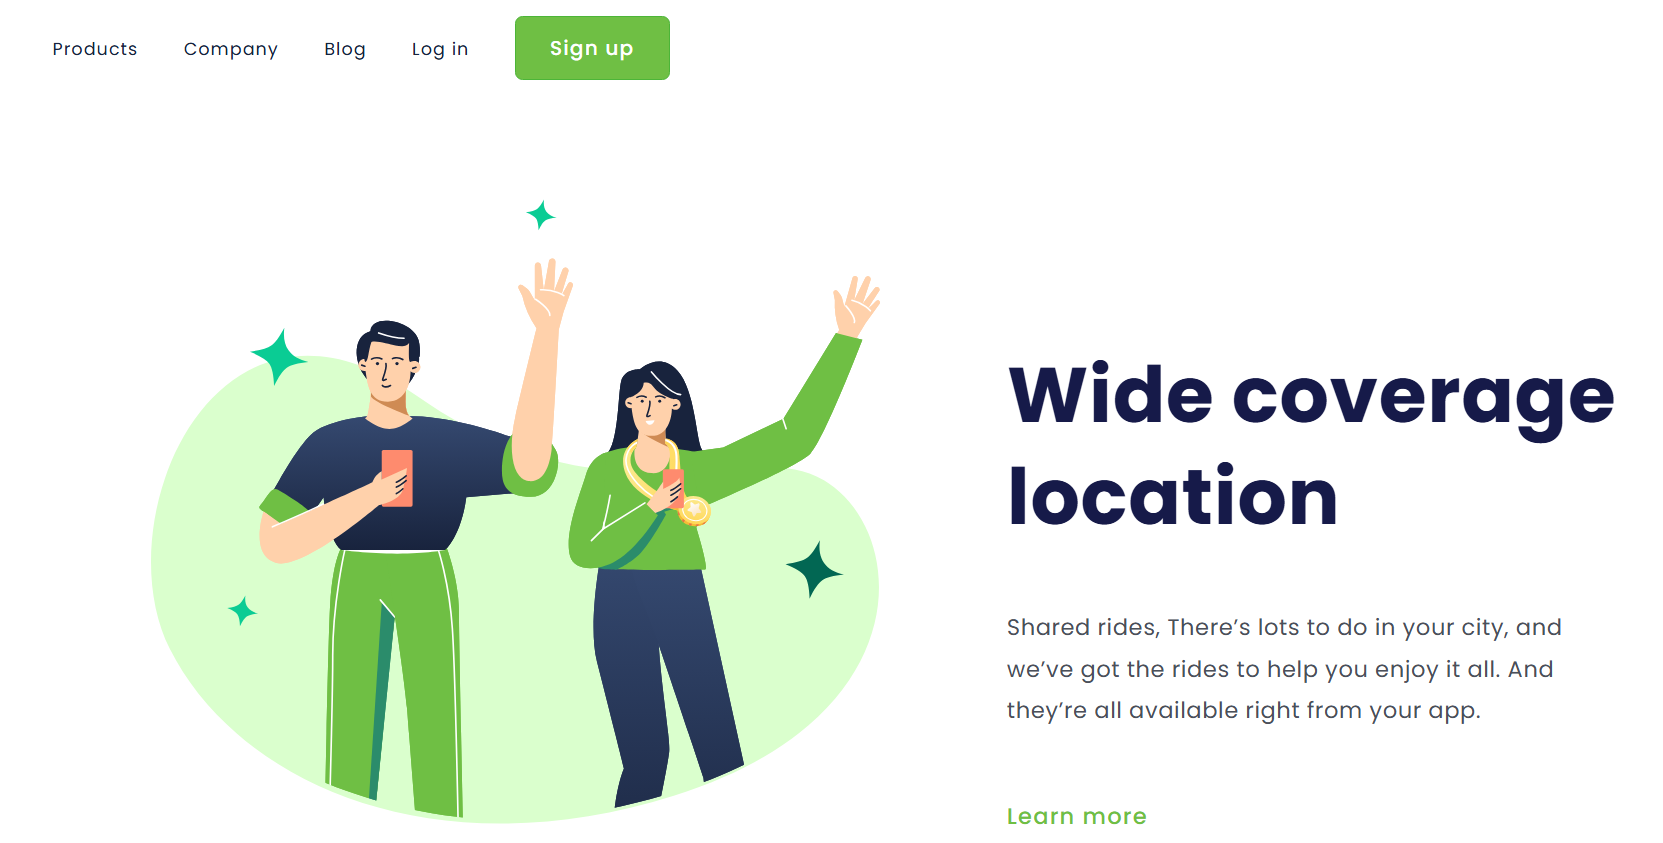 Products Company Blog Log in Sign up
Wide coverage
location
Shared rides, There’s lots to do in your city, and
we’ve got the rides to help you enjoy it all. And
they’re all available right from your app.
Learn more